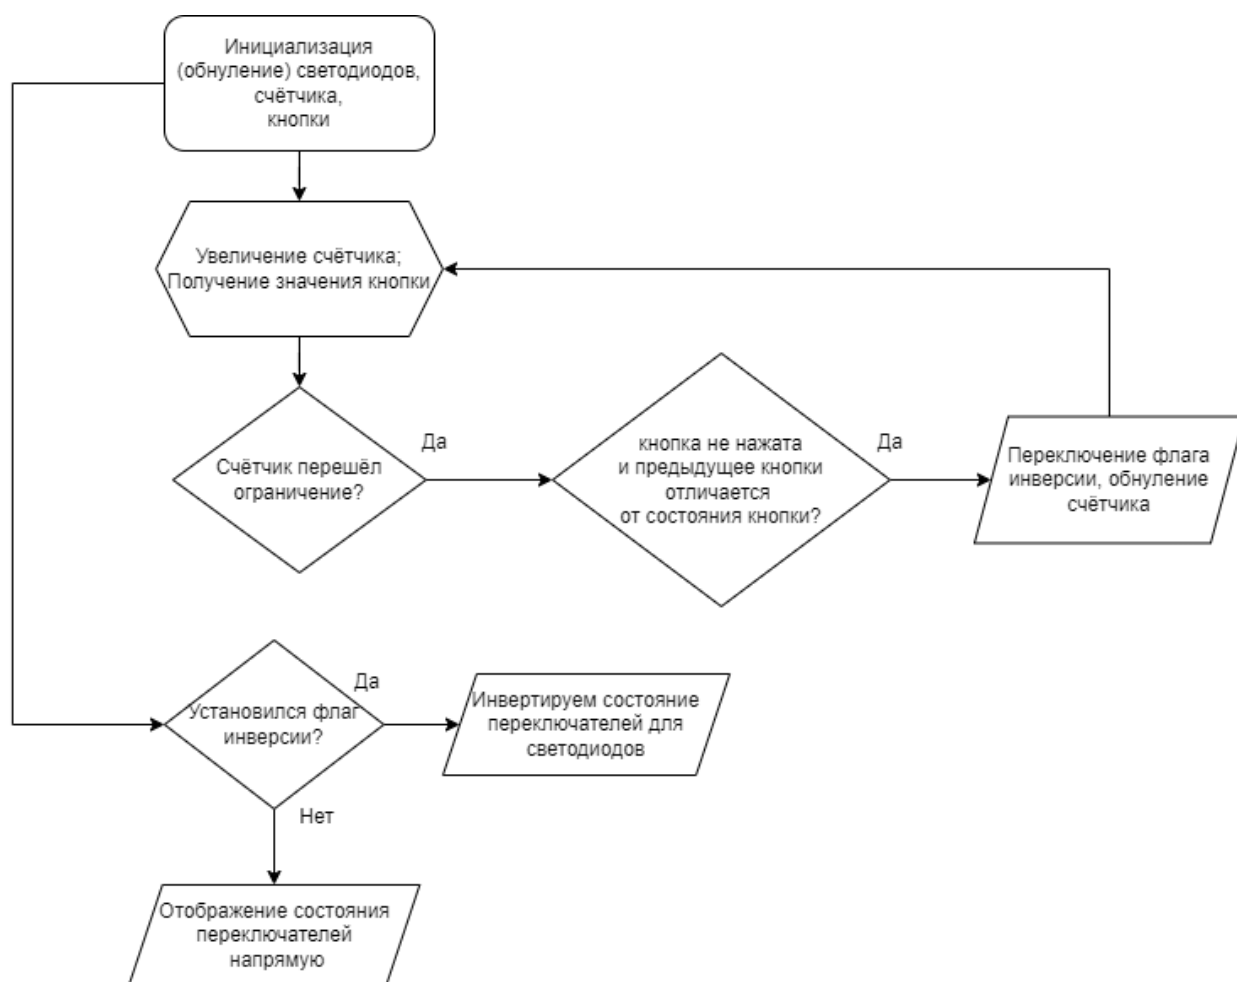 Инициализация
(обнуление) светодиодов,
счётчика,
кнопки
Увеличение счётчика;
Получение значения кнопки
Счётчик перешёл
ограничение?
Да
кнопка не нажата
и предыдущее кнопки
отличается
от состояния кнопки?
Да
Переключение флага
инверсии, обнуление
счётчика
Установился флаг
инверсии?
Да
Инвертируем состояние
переключателей для
светодиодов
Нет
Отображение состояния
переключателей
напрямую